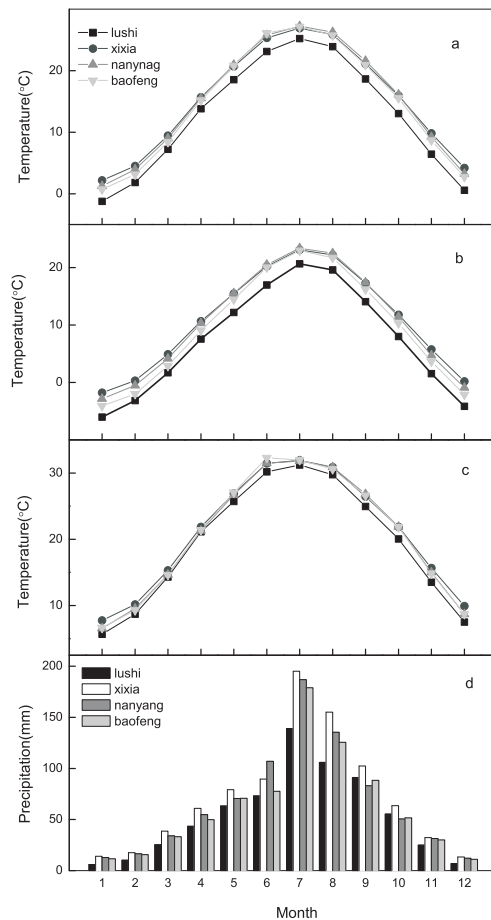 a
lushi
xixia
nanynag
baofeng
Temperature(°C)
20
10
0
b
Temperature(°C)
20
10
0
c
Temperature(°C)
30
20
10
d
lushi
xixia
nanyang
baofeng
Precipitation(mm)
200
150
100
50
0
1 2 3 4 5 6 7 8 9 10 11 12
Month